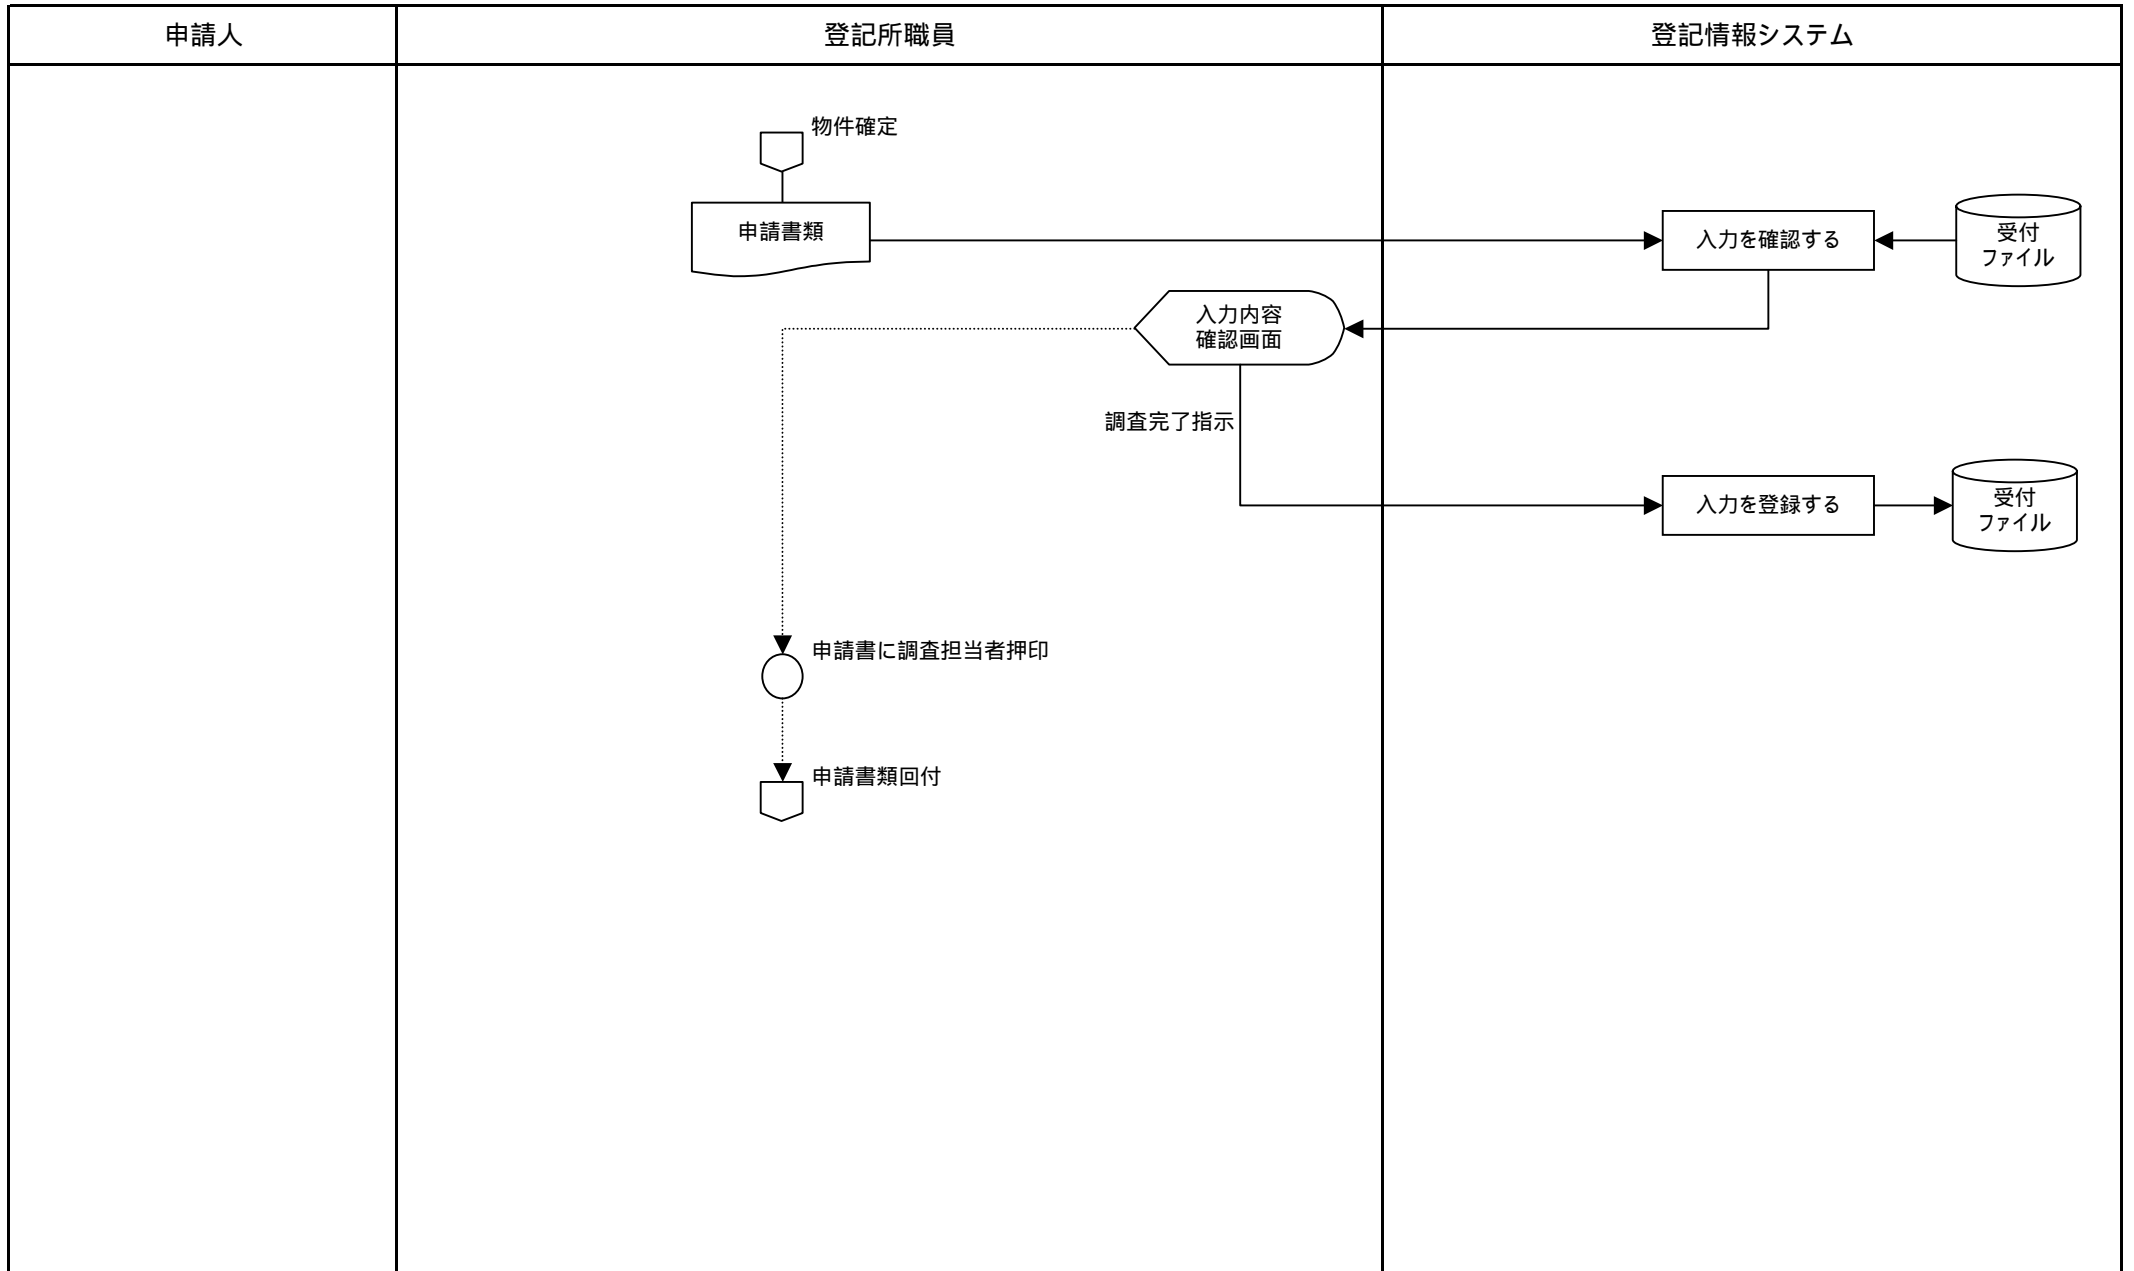 申請人
登記所職員
登記情報システム
物件確定
申請書類
入力を確認する
受付
ファイル
入力内容
確認画面
調査完了指示
入力を登録する
受付
ファイル
申請書に調査担当者押印
申請書類回付